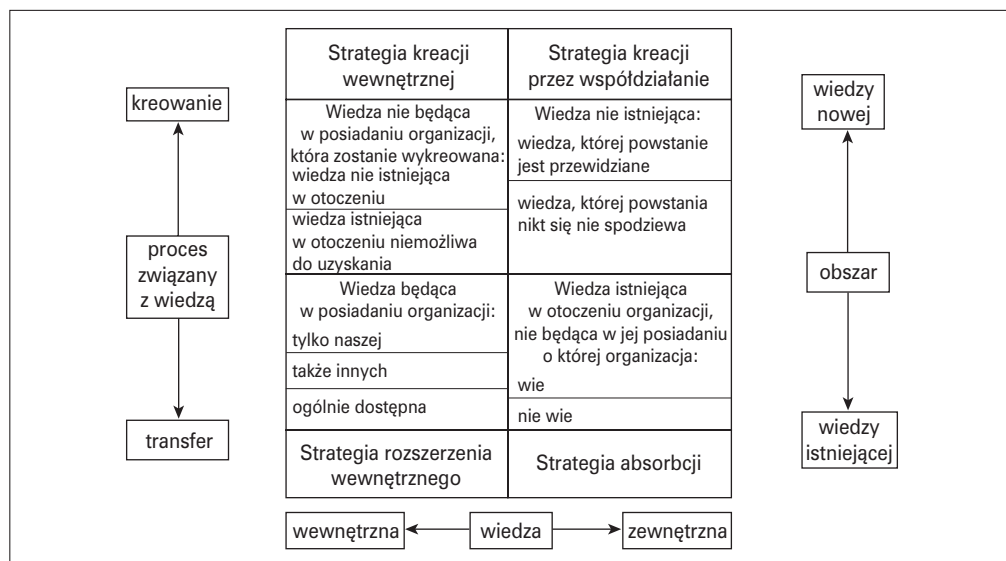 Strategia kreacji
wewnętrznej
Strategia kreacji
przez współdziałanie
kreowanie
wiedzy
nowej
Wiedza nie będąca
w posiadaniu organizacji,
która zostanie wykreowana:
wiedza nie istniejąca
w otoczeniu
wiedza istniejąca
w otoczeniu niemożliwa
do uzyskania
Wiedza nie istniejąca:
wiedza, której powstanie
jest przewidziane
wiedza, której powstania
nikt się nie spodziewa
proces
związany
z wiedzą
obszar
Wiedza będąca
w posiadaniu organizacji:
tylko naszej
także innych
ogólnie dostępna
Wiedza istniejąca
w otoczeniu organizacji,
nie będąca w jej posiadaniu
o której organizacja:
wie
nie wie
transfer
wiedzy
istniejącej
Strategia rozszerzenia
wewnętrznego
Strategia absorbcji
wewnętrzna
wiedza
zewnętrzna